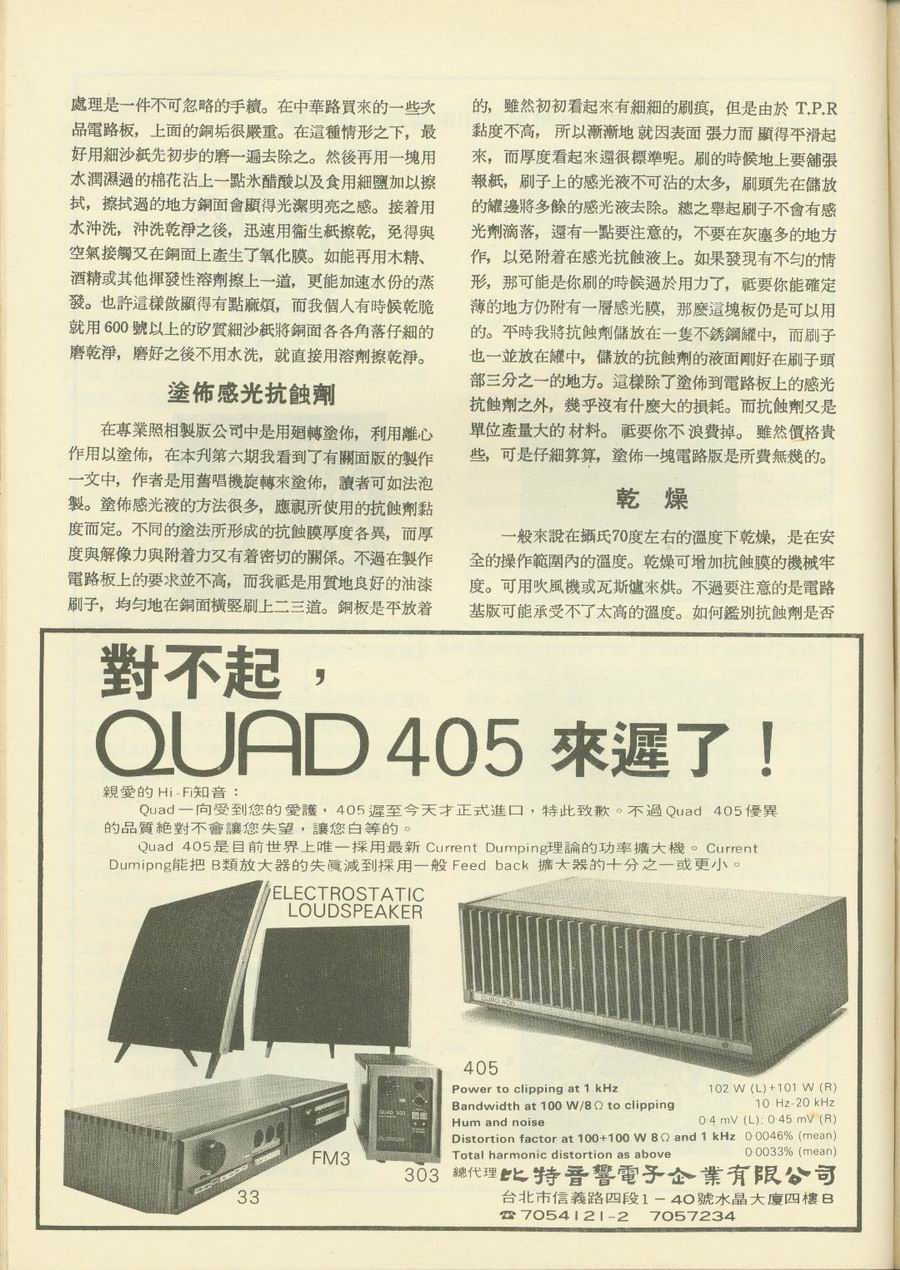 處理是一件不可忽略的手續。在中華路買來的一些次
品電路板，上面的銅垢很嚴重。在這種情形之下，最
好用細沙紙先初步的磨一遍去除之。然後再用一塊用
水潤濕過的棉花沾上一點氷醋酸以及食用細鹽加以擦
拭，擦拭過的地方銅面會顯得光潔明亮之感。接着用
水沖洗，沖洗乾淨之後，迅速用衞生紙擦乾，免得與
空氣接觸又在銅面上產生了氧化膜。如能再用木精、
酒精或其他揮發性溶劑擦上一道，更能加速水份的蒸
發。也許這樣做顯得有點麻煩，而我個人有時候乾脆
就用 600 號以上的矽質細沙紙將銅面各各角落仔細的
磨乾淨，磨好之後不用水洗，就直接用溶劑擦乾淨。
塗佈感光抗蝕劑
在專業照相製版公司中是用廻轉塗佈，利用離心
作用以塗佈，在本刋第六期我看到了有關面版的製作
一文中，作者是用舊唱機旋轉來塗佈，讀者可如法泡
製。塗佈感光液的方法很多，應視所使用的抗蝕劑黏
度而定。不同的塗法所形成的抗蝕膜厚度各異，而厚
度與解像力與附着力又有着密切的關係。不過在製作
電路板上的要求並不高，而我祗是用質地良好的油漆
刷子，均勻地在銅面橫竪刷上二三道。銅板是平放着
的，雖然初初看起來有細細的刷痕，但是由於 T.P.R
黏度不高，所以漸漸地就因表面張力而顯得平滑起
來，而厚度看起來還很標準呢。刷的時候地上要舖張
報紙，刷子上的感光液不可沾的太多，刷頭先在儲放
的罐邊將多餘的感光液去除。總之舉起刷子不會有感
光劑滴落，還有一點要注意的，不要在灰塵多的地方
作，以免附着在感光抗蝕液上。如果發現有不勻的情
形，那可能是你刷的時候過於用力了，祗要你能確定
薄的地方仍附有一層感光膜，那麼這塊板仍是可以用
的。平時我將抗蝕劑儲放在一隻不銹鋼罐中，而刷子
也一並放在罐中，儲放的抗蝕劑的液面剛好在刷子頭
部三分之一的地方。這樣除了塗佈到電路板上的感光
抗蝕劑之外，幾乎沒有什麼大的損耗。而抗蝕劑又是
單位產量大的材料。祗要你不浪費掉。雖然價格貴
些，可是仔細算算，塗佈一塊電路版是所費無幾的。
乾 燥
一般來說在攝氏70度左右的溫度下乾燥，是在安
全的操作範圍內的溫度。乾燥可增加抗蝕膜的機械牢
度。可用吹風機或瓦斯爐來烘。不過要注意的是電路
基版可能承受不了太高的溫度。如何鑑別抗蝕劑是否
對不起，
QUAD 405 來遲了！
親愛的 Hi-Fi知音：
Quad 一向受到您的愛護，405遲至今天才正式進口，特此致歉。不過 Quad 405優異
的品質絕對不會讓您失望，讓您白等的。
Quad 405是目前世界上唯一採用最新 Current Dumping理論的功率擴大機。Current
Dumipng能把 B類放大器的失眞減到採用一般 Feed back 擴大器的十分之一或更小。
ELECTROSTATIC
LOUDSPEAKER
QUAD 405
405
Power to clipping at 1 kHz 102 W (L)+101 W (R)
Bandwidth at 100 W/8Ω to clipping 10 Hz-20 kHz
Hum and noise 0·4 mV (L); 0·45 mV (R)
Distortion factor at 100+100 W 8Ω and 1 kHz 0·0046% (mean)
Total harmonic distortion as above 0·0033% (mean)
QUAD 303
FM3
303
33
總代理 比特音響電子企業有限公司
台北市信義路四段1－40號水晶大廈四樓B
☎ 7054121-2 7057234